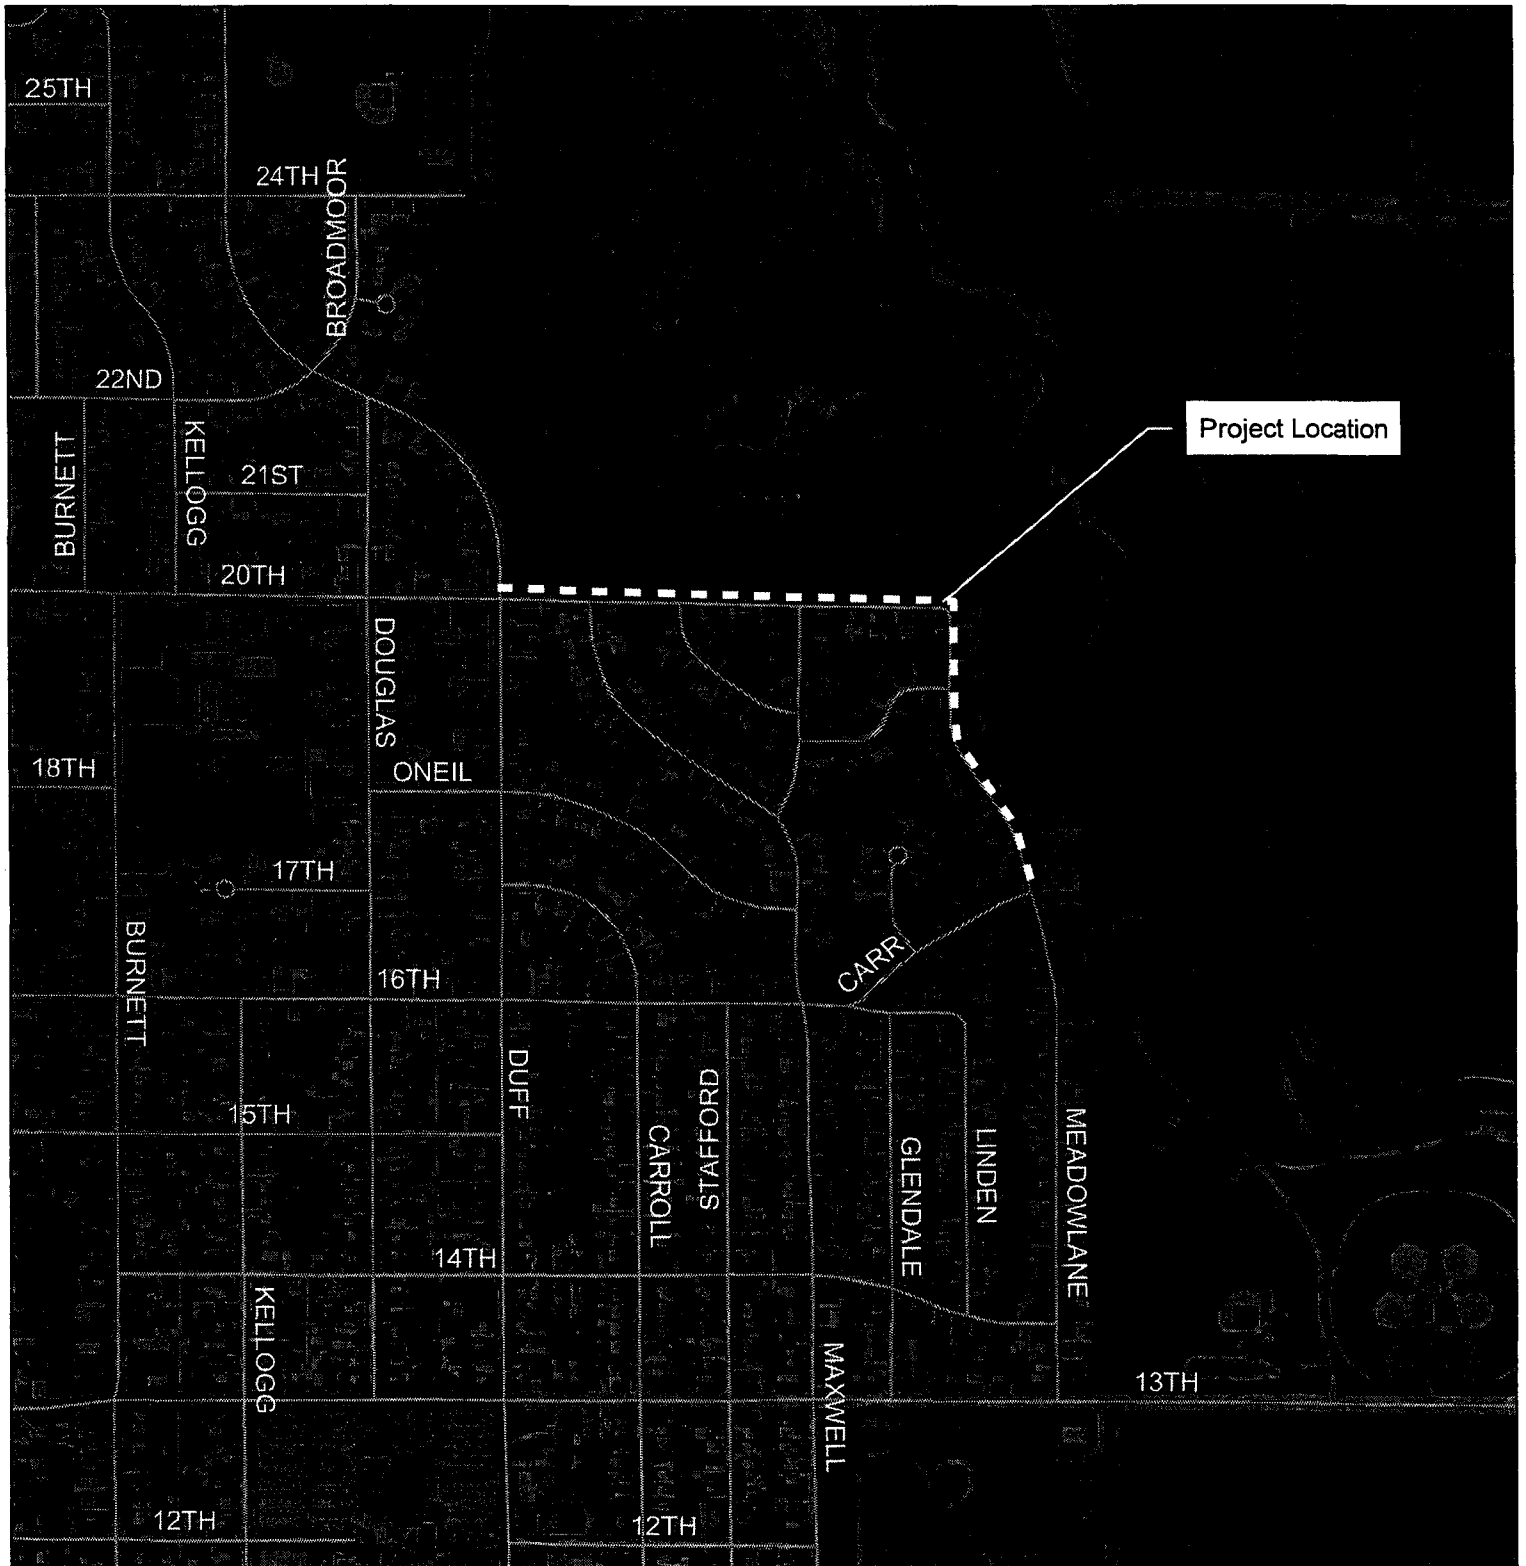 25TH
24TH
BROADMOOR
22ND
Project Location
BURNETT
KELLOGG
21ST
20TH
DOUGLAS
18TH
ONEIL
17TH
BURNETT
CARR
16TH
DUFF
STAFFORD
15TH
CARROLL
GLENDALE
LINDEN
MEADOWLANE
14TH
KELLOGG
MAXWELL
13TH
12TH
12TH